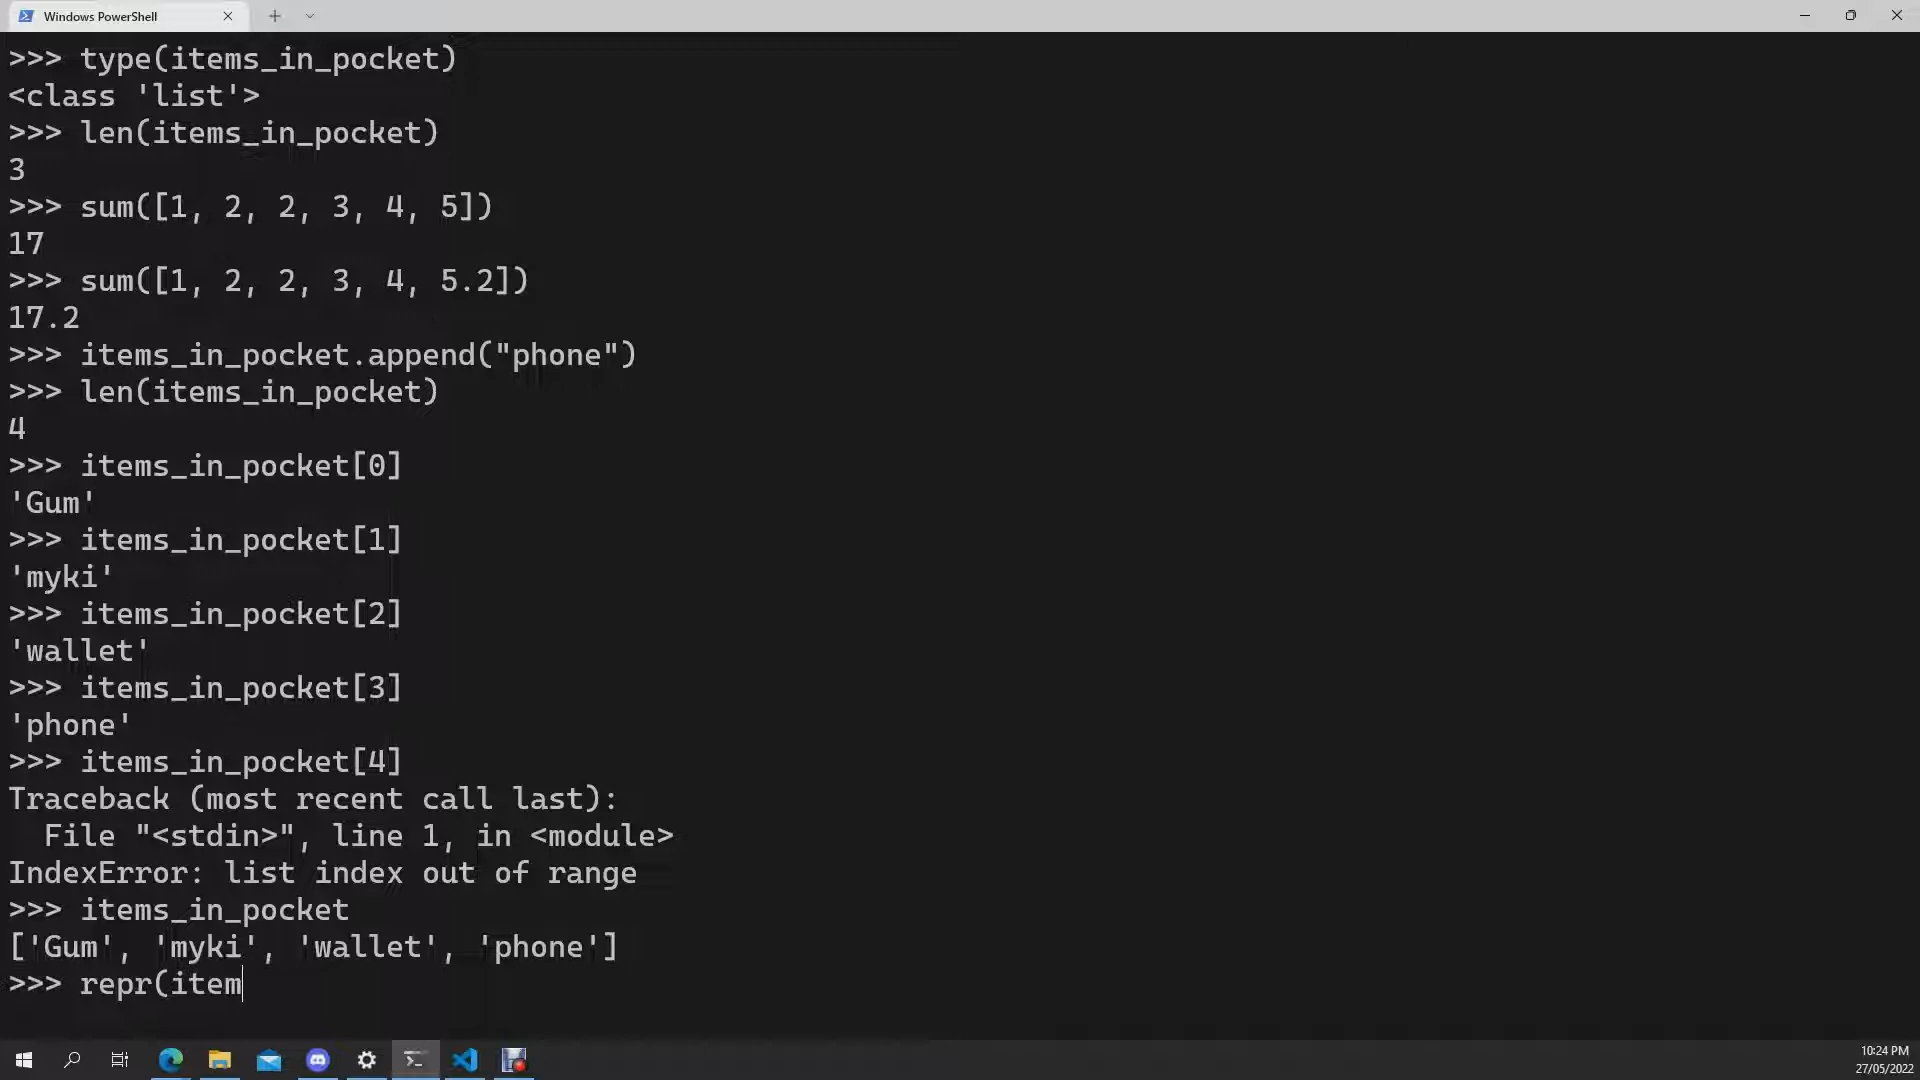 Windows PowerShell
>>> type(items_in_pocket)
<class 'list'>
>>> len(items_in_pocket)
3
>>> sum([1, 2, 2, 3, 4, 5])
17
>>> sum([1, 2, 2, 3, 4, 5.2])
17.2
>>> items_in_pocket.append("phone")
>>> len(items_in_pocket)
4
>>> items_in_pocket[0]
'Gum'
>>> items_in_pocket[1]
'myki'
>>> items_in_pocket[2]
'wallet'
>>> items_in_pocket[3]
'phone'
>>> items_in_pocket[4]
Traceback (most recent call last):
  File "<stdin>", line 1, in <module>
IndexError: list index out of range
>>> items_in_pocket
['Gum', 'myki', 'wallet', 'phone']
>>> repr(item
10:24 PM
27/05/2022